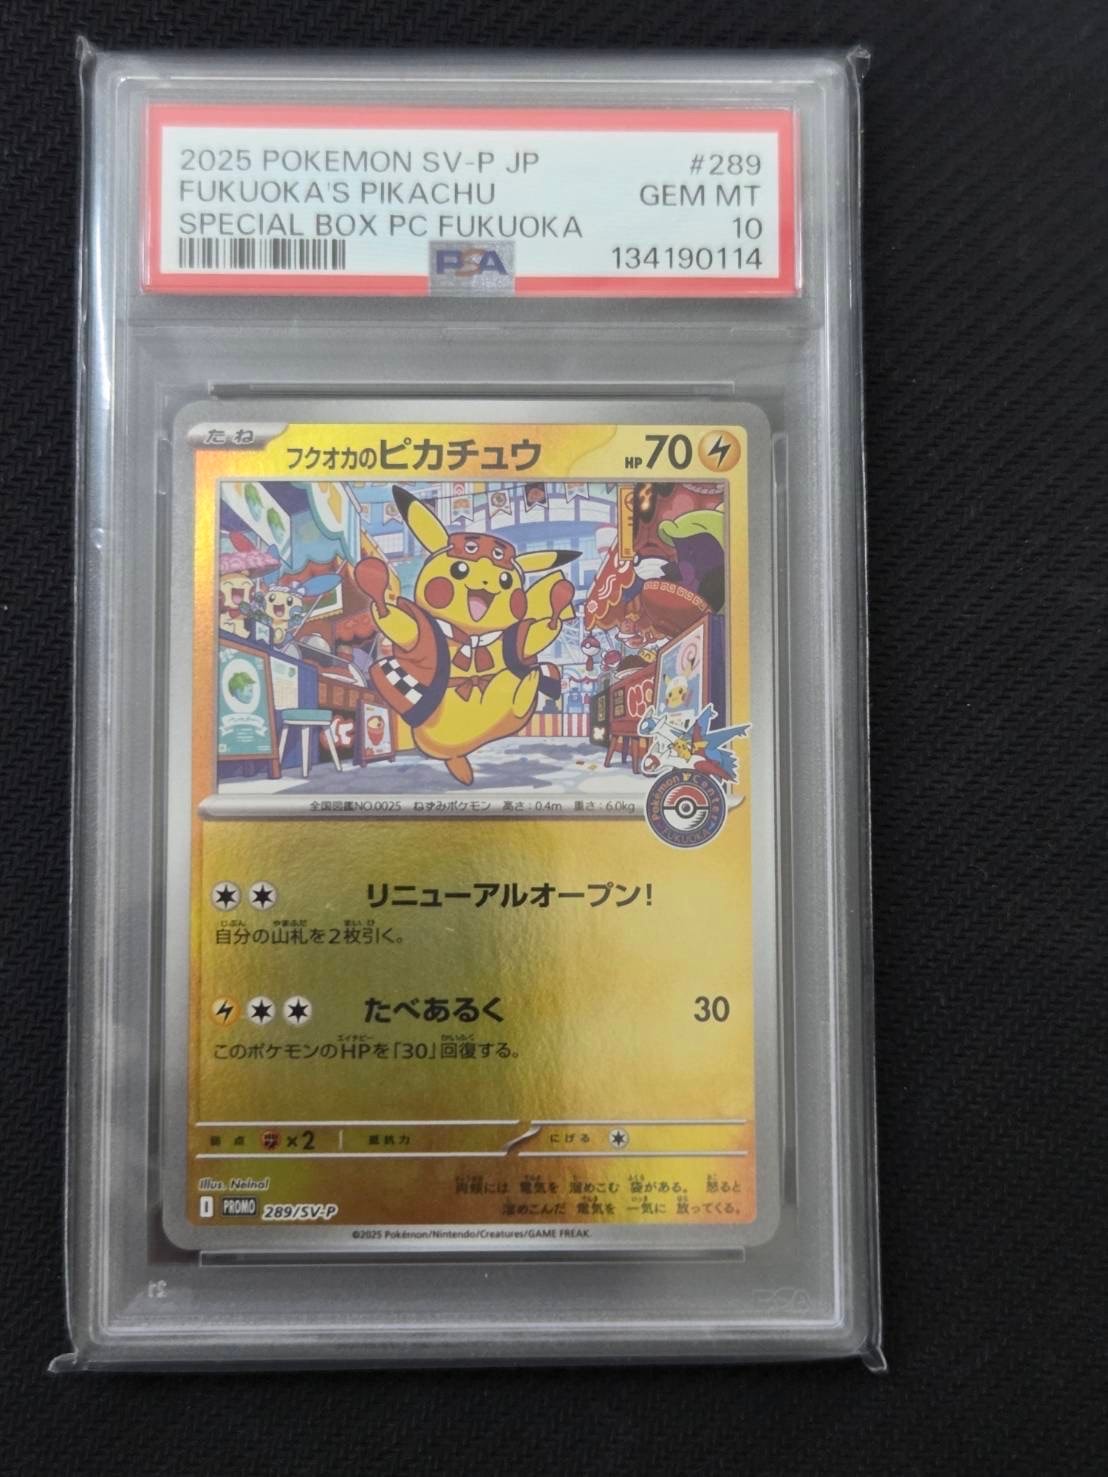 2025 POKEMON SV-P JP #289
FUKUOKA'S PIKACHU GEM MT
SPECIAL BOX PC FUKUOKA 10
PSA 134190114
たね フクオカのピカチュウ HP70
全国図鑑NO.0025 ねずみポケモン 高さ:0.4m 重さ:6.0kg
Pokémon Center
FUKUOKA
リニューアルオープン!
自分の山札を2枚引く。
たべあるく 30
このポケモンのHPを「30」回復する。
弱点 ×2 抵抗力 にげる
Illus. Neinal
両頬には 電気を 溜めこむ 袋がある。 怒ると
I PROMO 289/SV-P 溜めこんだ 電気を 一気に 放ってくる。
©2025 Pokémon/Nintendo/Creatures/GAME FREAK.
PSA